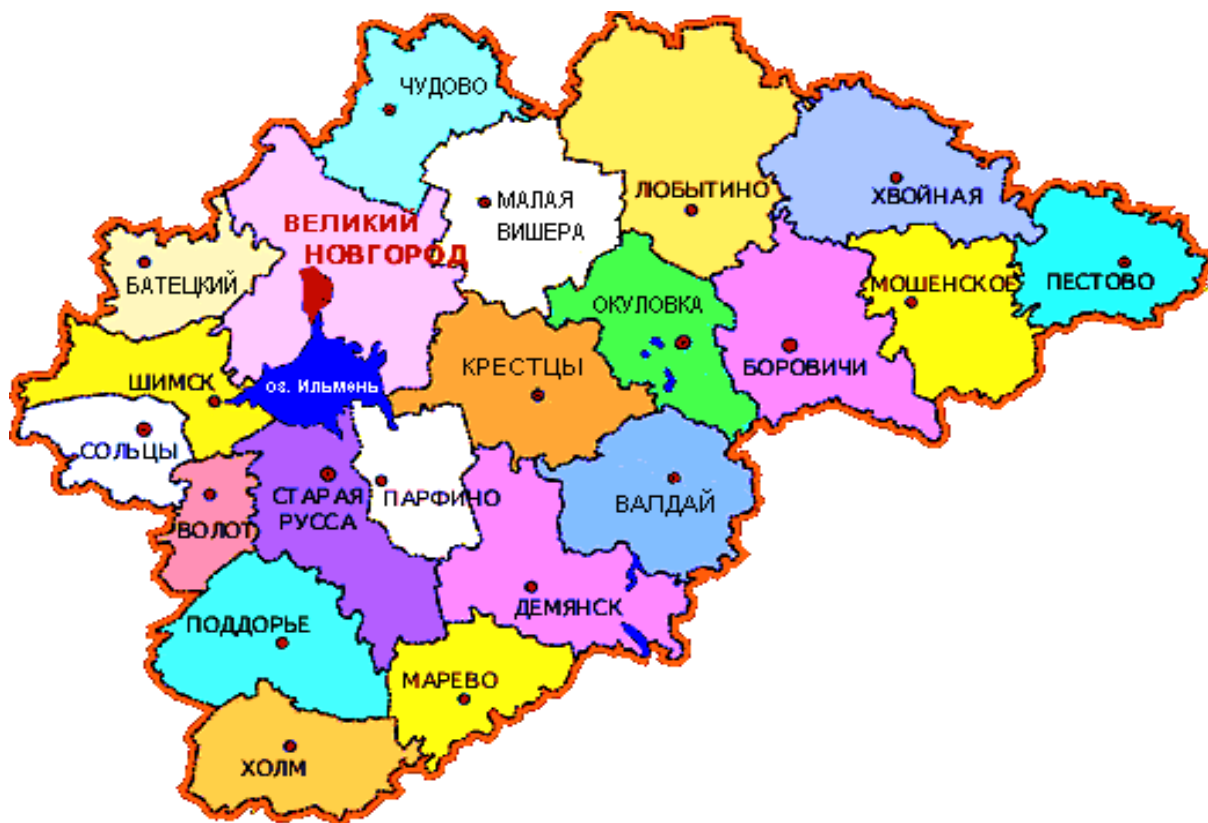 ЧУДОВО
ЛОБЫТИНО
ХВОЙНАЯ
МАЛАЯ
ВИШЕРА
ВЕЛИКИЙ
НОВГОРОД
БАТЕЦКИЙ
МОШЕНСКОЕ
ПЕСТОВО
ОКУЛОВКА
КРЕСТЦЫ
БОРОВИЧИ
ШИМСК
оз. Ильмень
СОЛЬЦЫ
СТАРАЯ
РУССА
ПАРФИНО
ВАЛДАЙ
ВОЛОТ
ДЕМЯНСК
ПОДДОРЬЕ
МАРЕВО
ХОЛМ